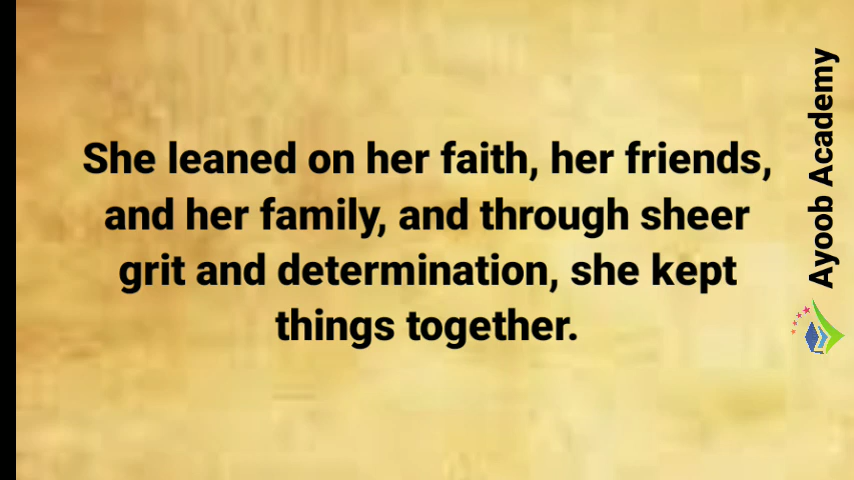 She leaned on her faith, her friends,
and her family, and through sheer
grit and determination, she kept
things together.
Ayoob Academy